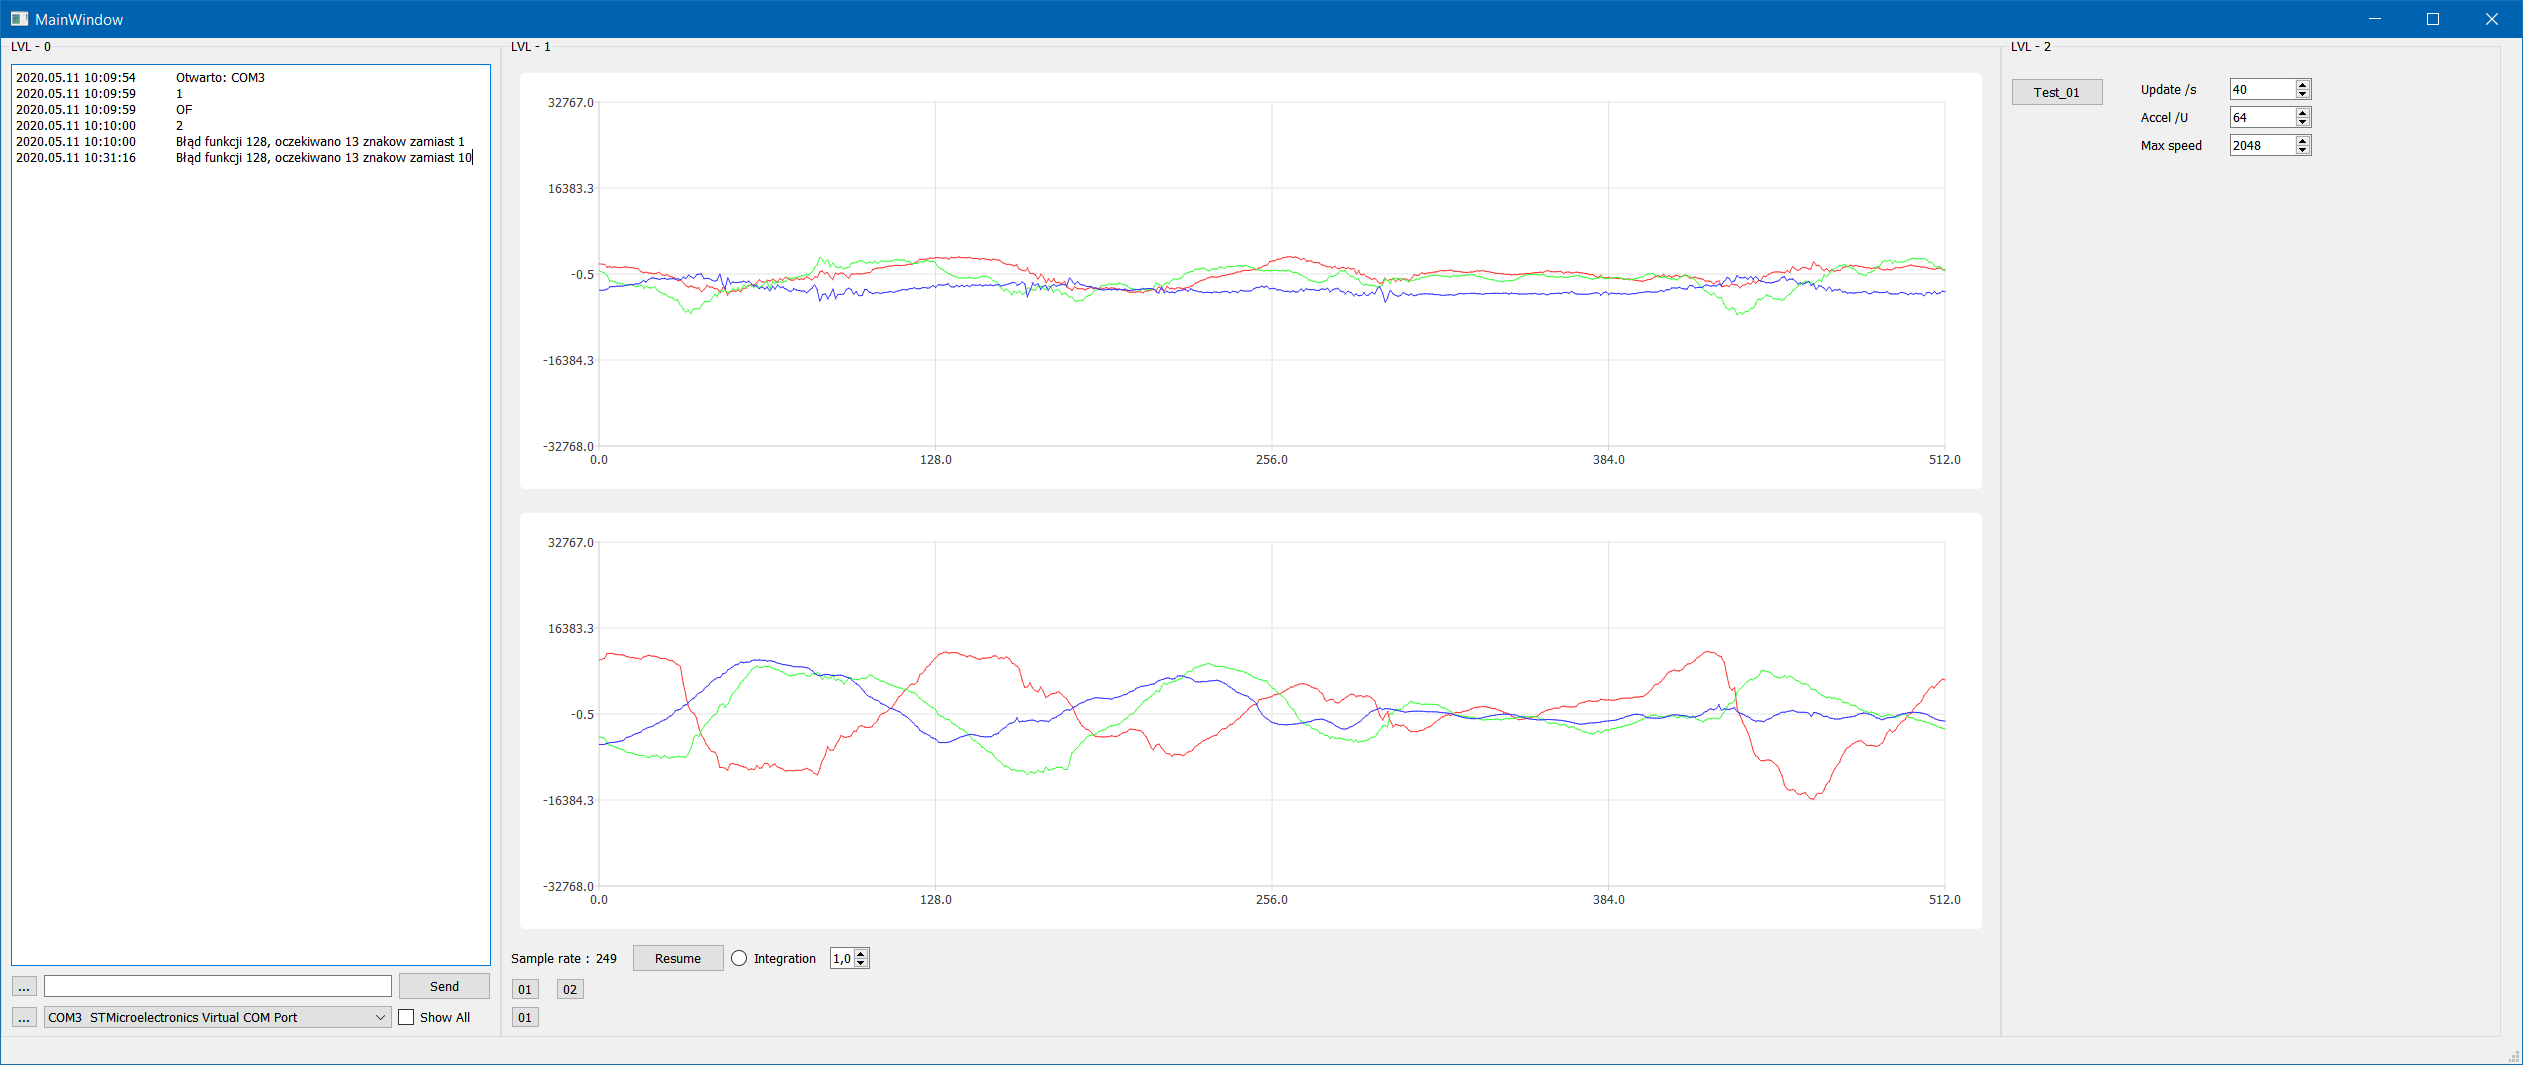 MainWindow
LVL - 0
2020.05.11 10:09:54 Otwarto: COM3
2020.05.11 10:09:59 1
2020.05.11 10:09:59 OF
2020.05.11 10:10:00 2
2020.05.11 10:10:00 Błąd funkcji 128, oczekiwano 13 znakow zamiast 1
2020.05.11 10:31:16 Błąd funkcji 128, oczekiwano 13 znakow zamiast 10
... Send
... COM3 STMicroelectronics Virtual COM Port Show All
LVL - 1
32767.0
16383.3
-0.5
-16384.3
-32768.0
0.0 128.0 256.0 384.0 512.0
32767.0
16383.3
-0.5
-16384.3
-32768.0
0.0 128.0 256.0 384.0 512.0
Sample rate : 249 Resume Integration 1,0
01 02
01
LVL - 2
Test_01
Update /s 40
Accel /U 64
Max speed 2048